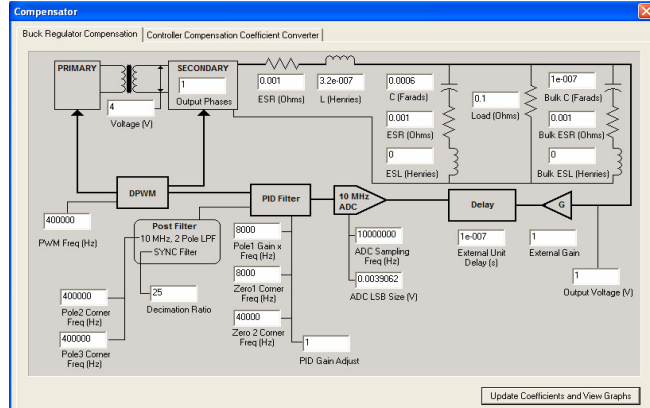 Compensator
Buck Regulator Compensation
Controller Compensation Coefficient Converter
PRIMARY
4
Voltage (V)
SECONDARY
1
Output Phases
0.001
ESR (Ohms)
3.2e-007
L (Henries)
0.0006
C (Farads)
0.001
ESR (Ohms)
0
ESL (Henries)
0.1
Load (Ohms)
1e-007
Bulk C (Farads)
0.001
Bulk ESR (Ohms)
0
Bulk ESL (Henries)
DPWM
400000
PWM Freq (Hz)
Post Filter
10 MHz, 2 Pole LPF
SYNC Filter
400000
Pole2 Corner
Freq (Hz)
400000
Pole3 Corner
Freq (Hz)
25
Decimation Ratio
PID Filter
8000
Pole1 Gain x
Freq (Hz)
8000
Zero1 Corner
Freq (Hz)
40000
Zero 2 Corner
Freq (Hz)
1
PID Gain Adjust
10 MHz
ADC
10000000
ADC Sampling
Freq (Hz)
0.0039062
ADC LSB Size (V)
Delay
1e-007
External Unit
Delay (s)
G
1
External Gain
1
Output Voltage (V)
Update Coefficients and View Graphs